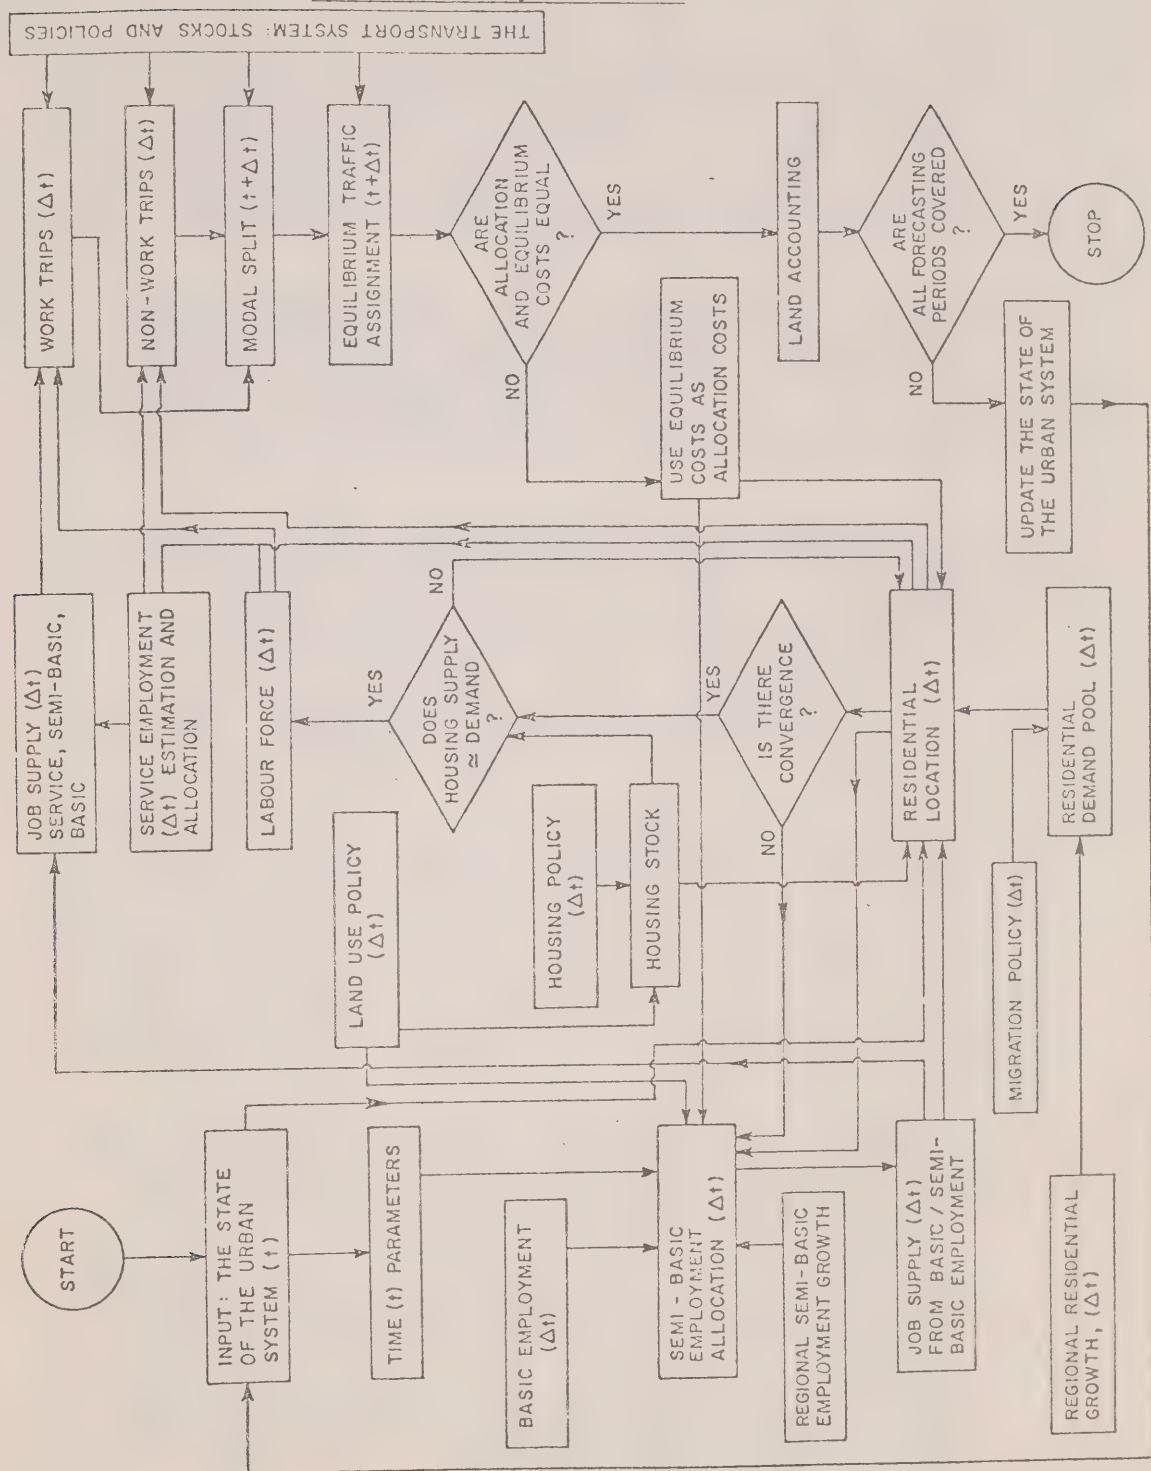 START
INPUT: THE STATE
OF THE URBAN
SYSTEM (t)
TIME (t) PARAMETERS
BASIC EMPLOYMENT
(Δt)
SEMI - BASIC
EMPLOYMENT
ALLOCATION (Δt)
REGIONAL SEMI-BASIC
EMPLOYMENT GROWTH
JOB SUPPLY (Δt)
FROM BASIC / SEMI-
BASIC EMPLOYMENT
REGIONAL RESIDENTIAL
GROWTH, (Δt)
MIGRATION POLICY (Δt)
LAND USE POLICY
(Δt)
HOUSING POLICY
(Δt)
HOUSING STOCK
JOB SUPPLY (Δt)
SERVICE, SEMI-BASIC,
BASIC
SERVICE EMPLOYMENT
(Δt) ESTIMATION AND
ALLOCATION
LABOUR FORCE (Δt)
YES
DOES
HOUSING SUPPLY
≃ DEMAND
?
NO
YES
IS THERE
CONVERGENCE
?
NO
RESIDENTIAL
LOCATION (Δt)
RESIDENTIAL
DEMAND POOL (Δt)
THE TRANSPORT SYSTEM: STOCKS AND POLICIES
WORK TRIPS (Δt)
NON-WORK TRIPS (Δt)
MODAL SPLIT (t+Δt)
EQUILIBRIUM TRAFFIC
ASSIGNMENT (t+Δt)
ARE
ALLOCATION
AND EQUILIBRIUM
COSTS EQUAL
?
NO
YES
USE EQUILIBRIUM
COSTS AS
ALLOCATION COSTS
LAND ACCOUNTING
ARE
ALL FORECASTING
PERIODS COVERED
?
NO
YES
UPDATE THE STATE OF
THE URBAN SYSTEM
STOP